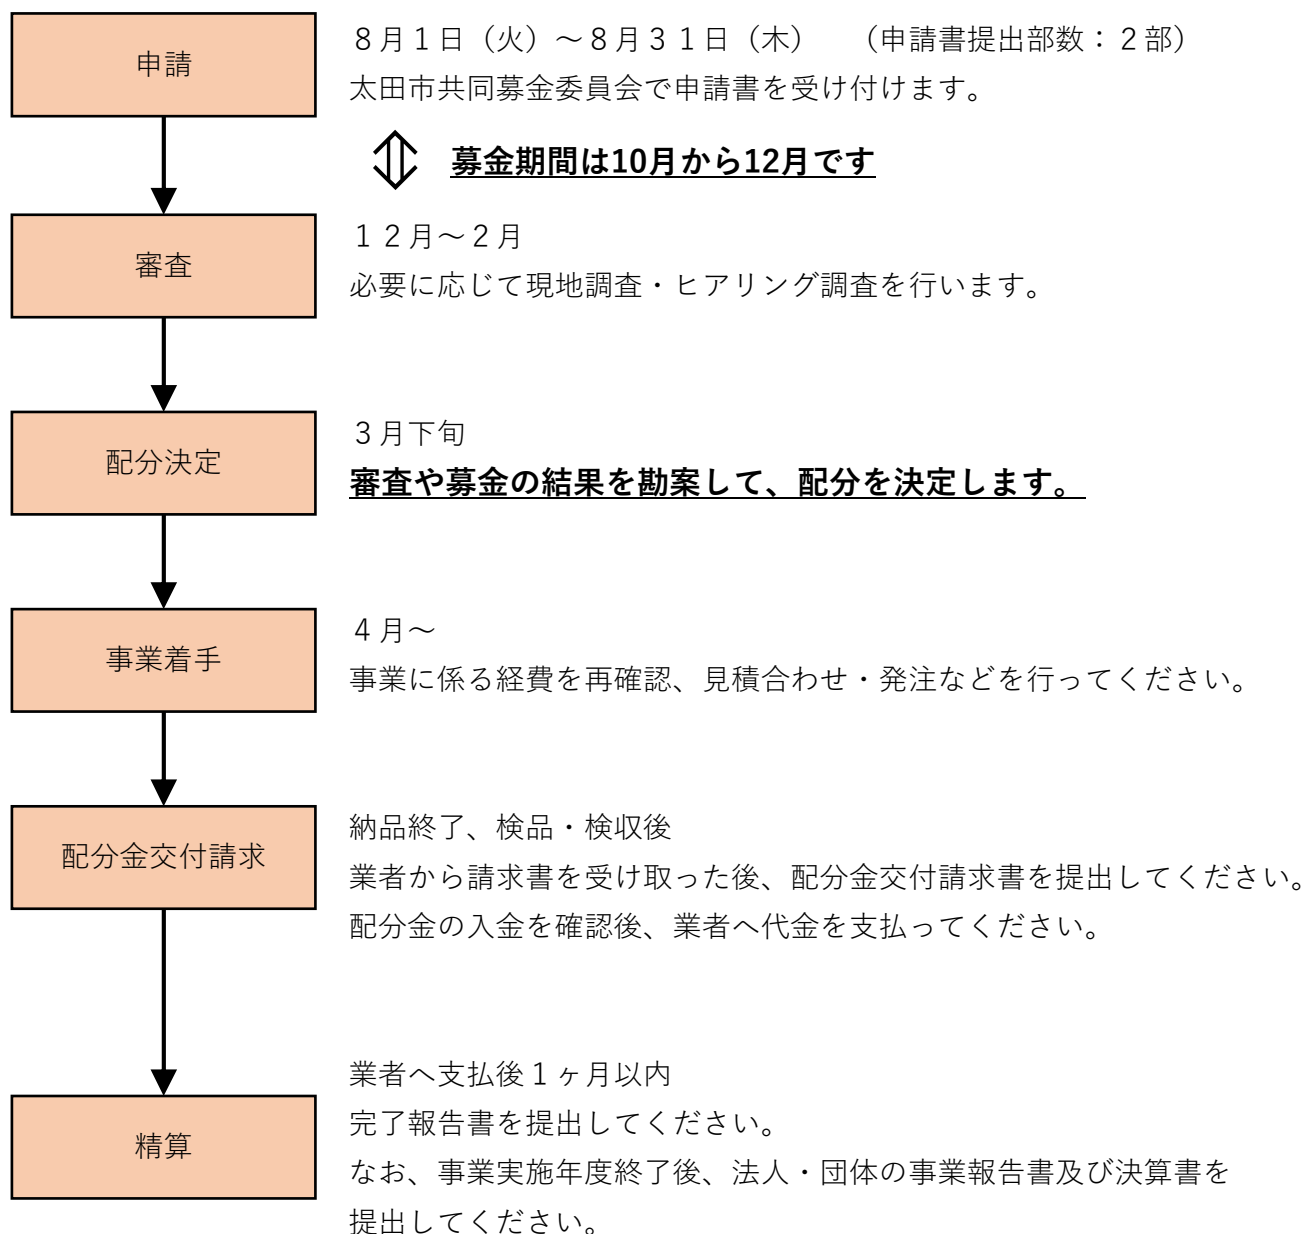 申請
８月１日（火）～８月３１日（木）　（申請書提出部数：２部）
太田市共同募金委員会で申請書を受け付けます。
募金期間は10月から12月です
審査
１２月～２月
必要に応じて現地調査・ヒアリング調査を行います。
配分決定
３月下旬
審査や募金の結果を勘案して、配分を決定します。
事業着手
４月～
事業に係る経費を再確認、見積合わせ・発注などを行ってください。
配分金交付請求
納品終了、検品・検収後
業者から請求書を受け取った後、配分金交付請求書を提出してください。
配分金の入金を確認後、業者へ代金を支払ってください。
精算
業者へ支払後１ヶ月以内
完了報告書を提出してください。
なお、事業実施年度終了後、法人・団体の事業報告書及び決算書を
提出してください。